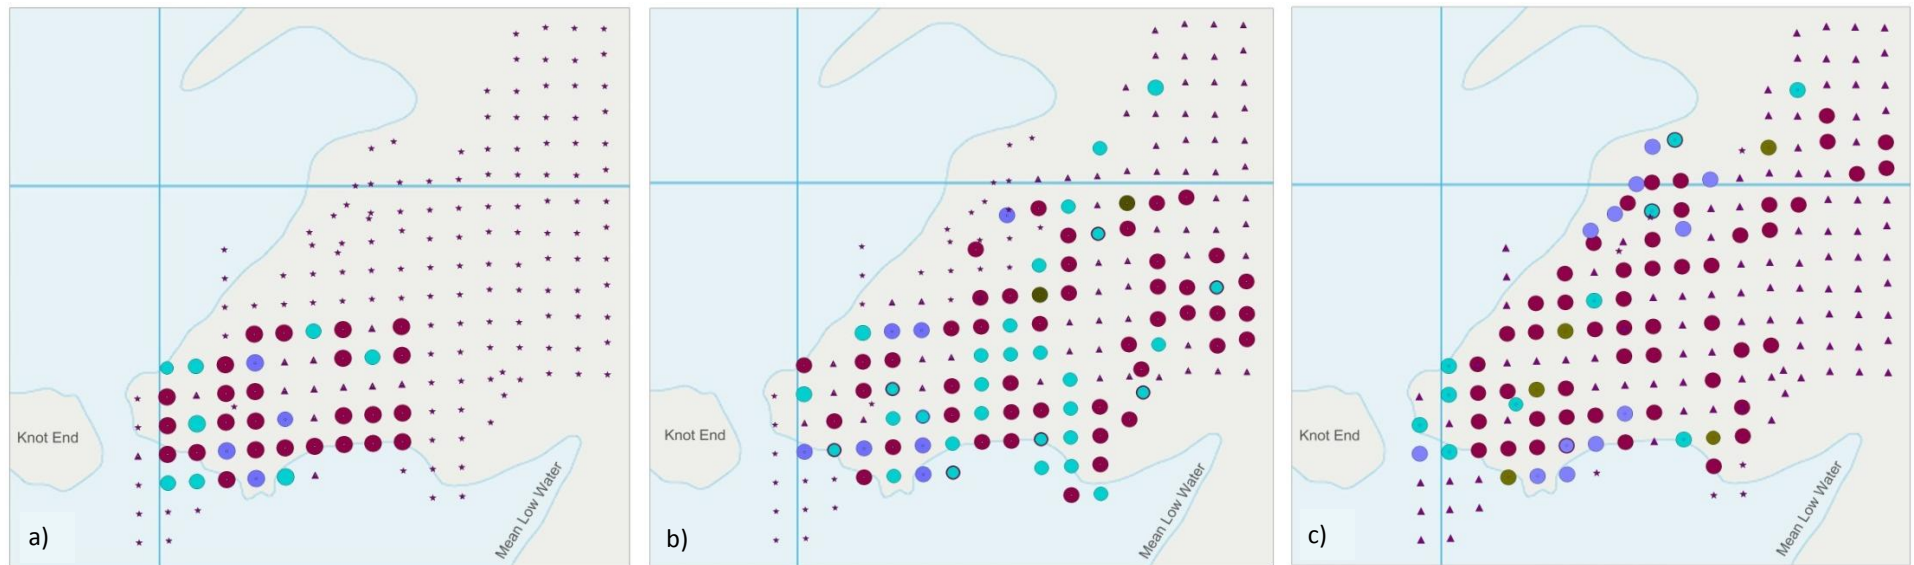 Knot End
Mean Low Water
a)
Knot End
Mean Low Water
b)
Knot End
Mean Low Water
c)